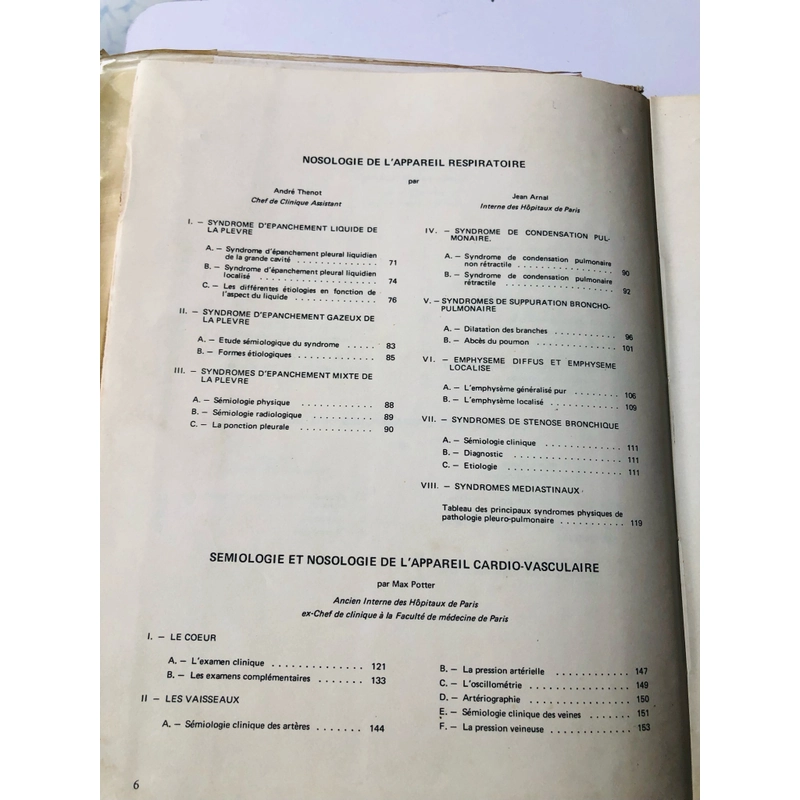 NOSOLOGIE DE L'APPAREIL RESPIRATOIRE
par
André Thenot
Chef de Clinique Assistant
Jean Arnal
Interne des Hôpitaux de Paris
I. – SYNDROME D'EPANCHEMENT LIQUIDE DE
LA PLEVRE
A. – Syndrome d'épanchement pleural liquidien
de la grande cavité ............. 71
B. – Syndrome d'épanchement pleural liquidien
localisé ................... 74
C. – Les différentes étiologies en fonction de
l'aspect du liquide ............. 76
II. – SYNDROME D'EPANCHEMENT GAZEUX DE
LA PLEVRE
A. – Etude sémiologique du syndrome ..... 83
B. – Formes étiologiques ............ 85
III. – SYNDROMES D'EPANCHEMENT MIXTE DE
LA PLEVRE
A. – Sémiologie physique ............ 88
B. – Sémiologie radiologique .......... 89
C. – La ponction pleurale ............ 90
IV. – SYNDROME DE CONDENSATION PUL-
MONAIRE.
A. – Syndrome de condensation pulmonaire
non rétractile ................ 90
B. – Syndrome de condensation pulmonaire
rétractile ................... 92
V. – SYNDROMES DE SUPPURATION BRONCHO-
PULMONAIRE
A. – Dilatation des branches .......... 96
B. – Abcès du poumon .............. 101
VI. – EMPHYSEME DIFFUS ET EMPHYSEME
LOCALISE
A. – L'emphysème généralisé pur ....... 106
B. – L'emphysème localisé ........... 109
VII. – SYNDROMES DE STENOSE BRONCHIQUE
A. – Sémiologie clinique ............ 111
B. – Diagnostic .................. 111
C. – Etiologie ................... 111
VIII. – SYNDROMES MEDIASTINAUX
Tableau des principaux syndromes physiques de
pathologie pleuro-pulmonaire ........... 119
SEMIOLOGIE ET NOSOLOGIE DE L'APPAREIL CARDIO-VASCULAIRE
par Max Potter
Ancien Interne des Hôpitaux de Paris
ex-Chef de clinique à la Faculté de médecine de Paris
I. – LE COEUR
A. – L'examen clinique .............. 121
B. – Les examens complémentaires ....... 133
II – LES VAISSEAUX
A. – Sémiologie clinique des artères ....... 144
B. – La pression artérielle ............ 147
C. – L'oscillométrie ............... 149
D. – Artériographie ................ 150
E. – Sémiologie clinique des veines ...... 151
F. – La pression veineuse ............ 153
6